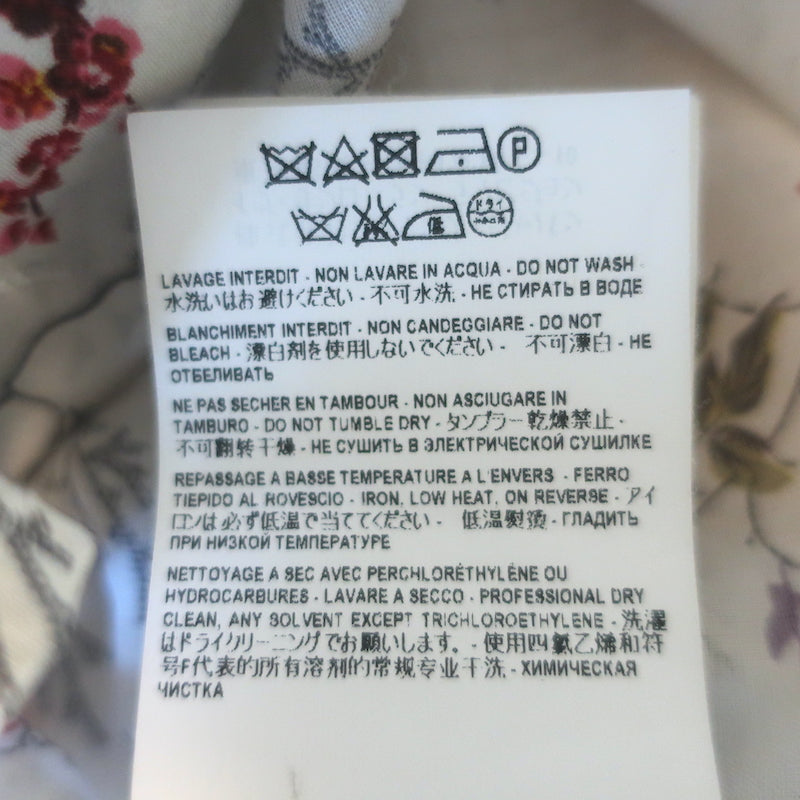 P
低 ドライ
LAVAGE INTERDIT - NON LAVARE IN ACQUA - DO NOT WASH
水洗いはお避けください - 不可水洗 - НЕ СТИРАТЬ В ВОДЕ
BLANCHIMENT INTERDIT - NON CANDEGGIARE - DO NOT
BLEACH - 漂白剤を使用しないでください - 不可漂白 - НЕ
ОТБЕЛИВАТЬ
NE PAS SECHER EN TAMBOUR - NON ASCIUGARE IN
TAMBURO - DO NOT TUMBLE DRY - タンブラー乾燥禁止 -
不可翻转干燥 - НЕ СУШИТЬ В ЭЛЕКТРИЧЕСКОЙ СУШИЛКЕ
REPASSAGE A BASSE TEMPERATURE A L'ENVERS - FERRO
TIEPIDO AL ROVESCIO - IRON, LOW HEAT, ON REVERSE - アイ
ロンは必ず低温で当ててください - 低温熨烫 - ГЛАДИТЬ
ПРИ НИЗКОЙ ТЕМПЕРАТУРЕ
NETTOYAGE A SEC AVEC PERCHLORÉTHYLÈNE OU
HYDROCARBURES - LAVARE A SECCO - PROFESSIONAL DRY
CLEAN, ANY SOLVENT EXCEPT TRICHLOROETHYLENE - 洗濯
はドライクリーニングでお願いします。- 使用四氯乙烯和符
号F代表的所有溶剂的常规专业干洗 - ХИМИЧЕСКАЯ
ЧИСТКА